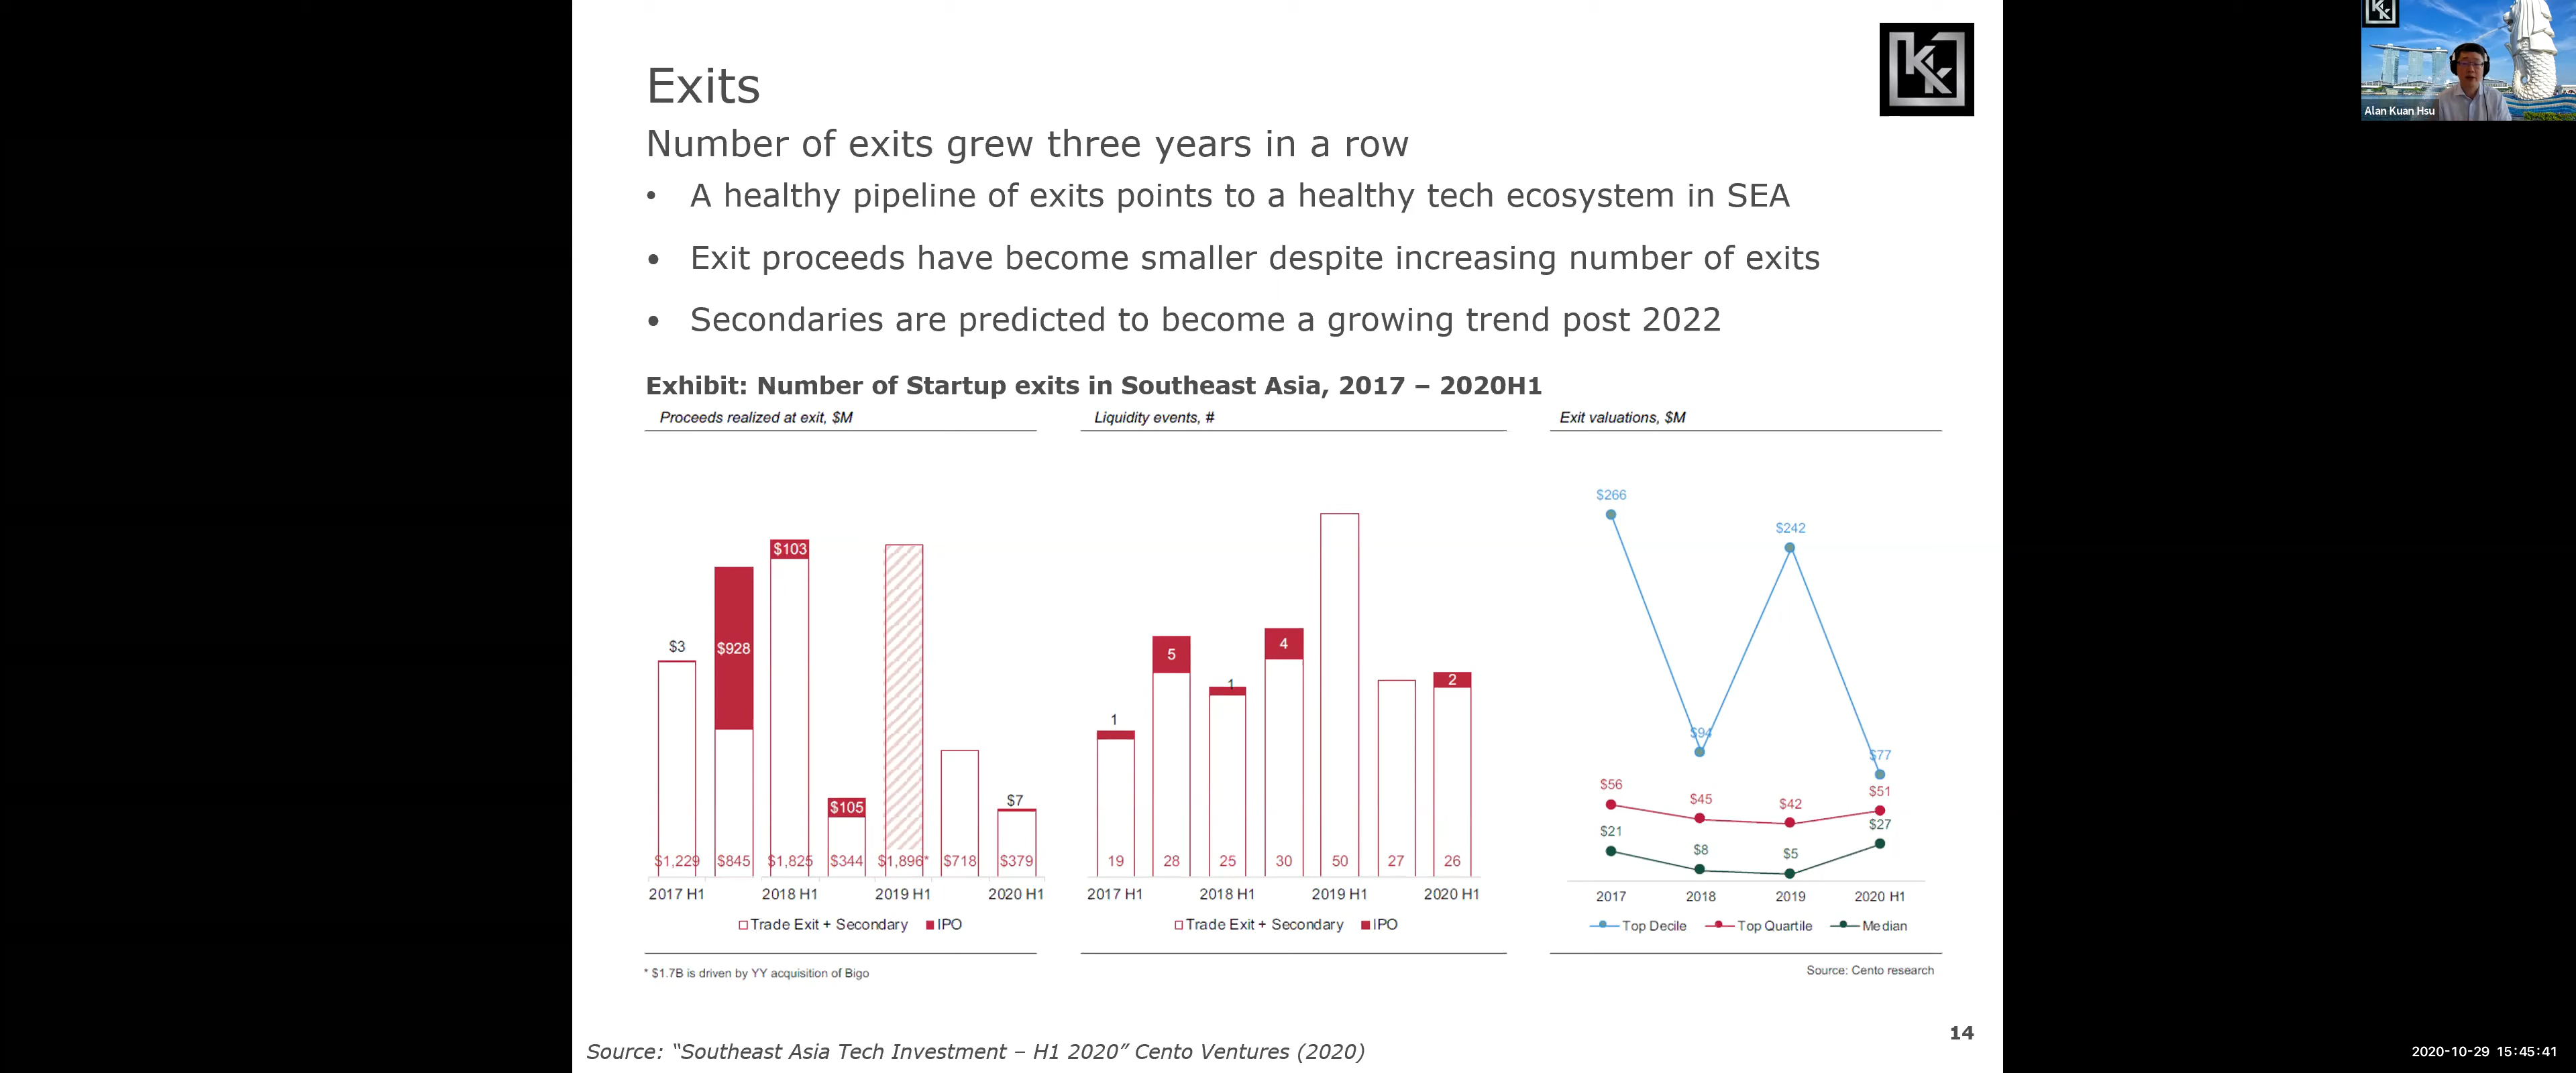 Exits
Number of exits grew three years in a row
• A healthy pipeline of exits points to a healthy tech ecosystem in SEA
• Exit proceeds have become smaller despite increasing number of exits
• Secondaries are predicted to become a growing trend post 2022
Exhibit: Number of Startup exits in Southeast Asia, 2017 – 2020H1
Proceeds realized at exit, $M
$3
$928
$103
$105
$7
$1,229 $845 $1,825 $344 $1,896* $718 $379
2017 H1 2018 H1 2019 H1 2020 H1
Trade Exit + Secondary IPO
* $1.7B is driven by YY acquisition of Bigo
Liquidity events, #
1
5
1
4
2
19 28 25 30 50 27 26
2017 H1 2018 H1 2019 H1 2020 H1
Trade Exit + Secondary IPO
Exit valuations, $M
$266
$94
$242
$77
$56 $45 $42 $51
$21 $8 $5 $27
2017 2018 2019 2020 H1
Top Decile Top Quartile Median
Source: Cento research
14
Source: “Southeast Asia Tech Investment – H1 2020” Cento Ventures (2020)
KK
KK
Alan Kuan Hsu
2020-10-29 15:45:41